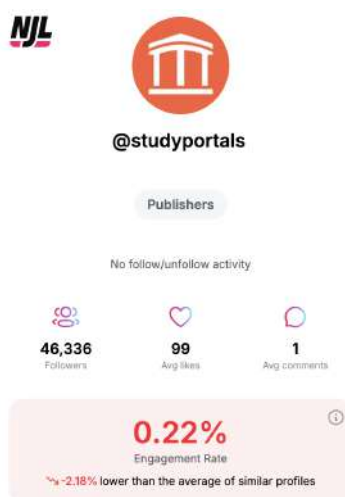 NJL
@studyportals
Publishers
No follow/unfollow activity
46,336 99 1
Followers Avg likes Avg comments
0.22%
Engagement Rate
-2.18% lower than the average of similar profiles